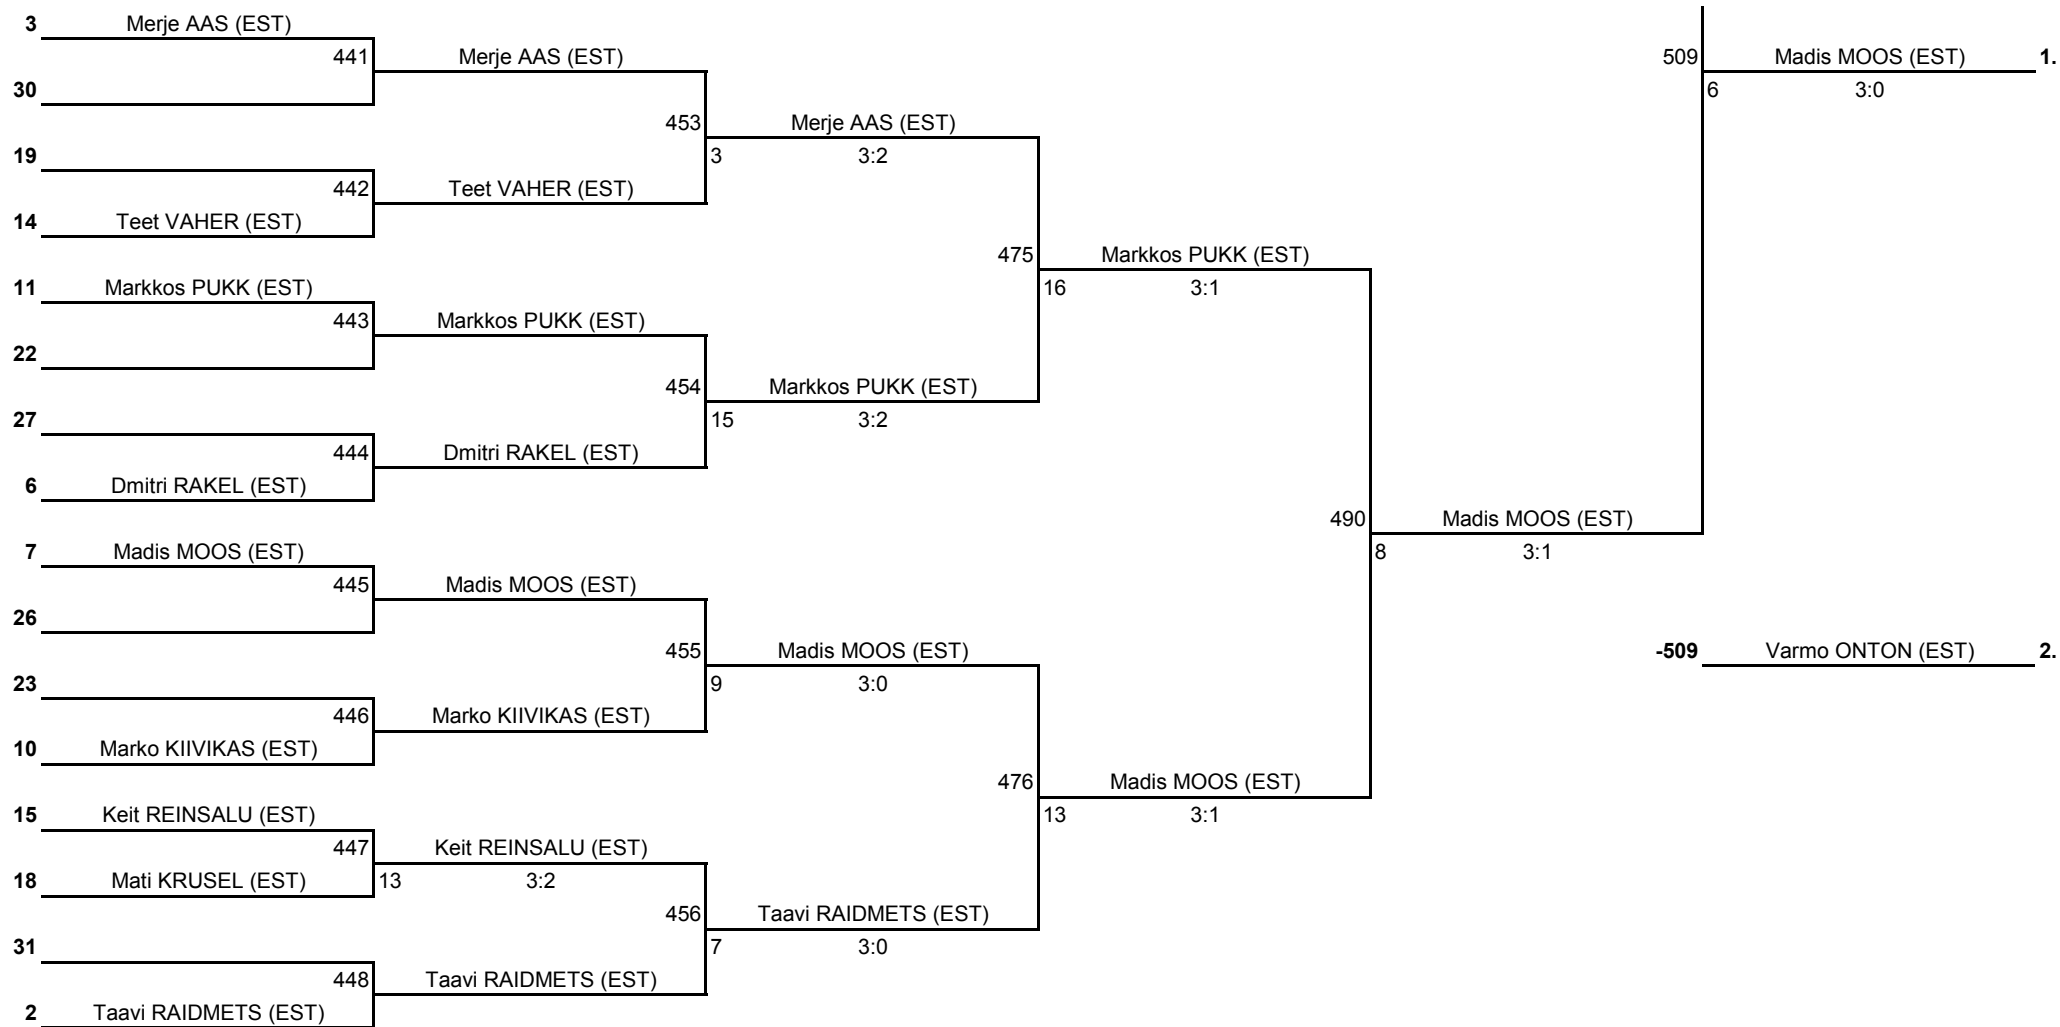 3 Merje AAS (EST)
441 Merje AAS (EST) 509 Madis MOOS (EST) 1.
30 6 3:0
453 Merje AAS (EST)
19 3 3:2
442 Teet VAHER (EST)
14 Teet VAHER (EST)
475 Markkos PUKK (EST)
11 Markkos PUKK (EST) 16 3:1
443 Markkos PUKK (EST)
22
454 Markkos PUKK (EST)
27 15 3:2
444 Dmitri RAKEL (EST)
6 Dmitri RAKEL (EST)
490 Madis MOOS (EST)
7 Madis MOOS (EST) 8 3:1
445 Madis MOOS (EST)
26
455 Madis MOOS (EST) -509 Varmo ONTON (EST) 2.
23 9 3:0
446 Marko KIIVIKAS (EST)
10 Marko KIIVIKAS (EST)
476 Madis MOOS (EST)
15 Keit REINSALU (EST) 13 3:1
447 Keit REINSALU (EST)
18 Mati KRUSEL (EST) 13 3:2
456 Taavi RAIDMETS (EST)
31 7 3:0
448 Taavi RAIDMETS (EST)
2 Taavi RAIDMETS (EST)